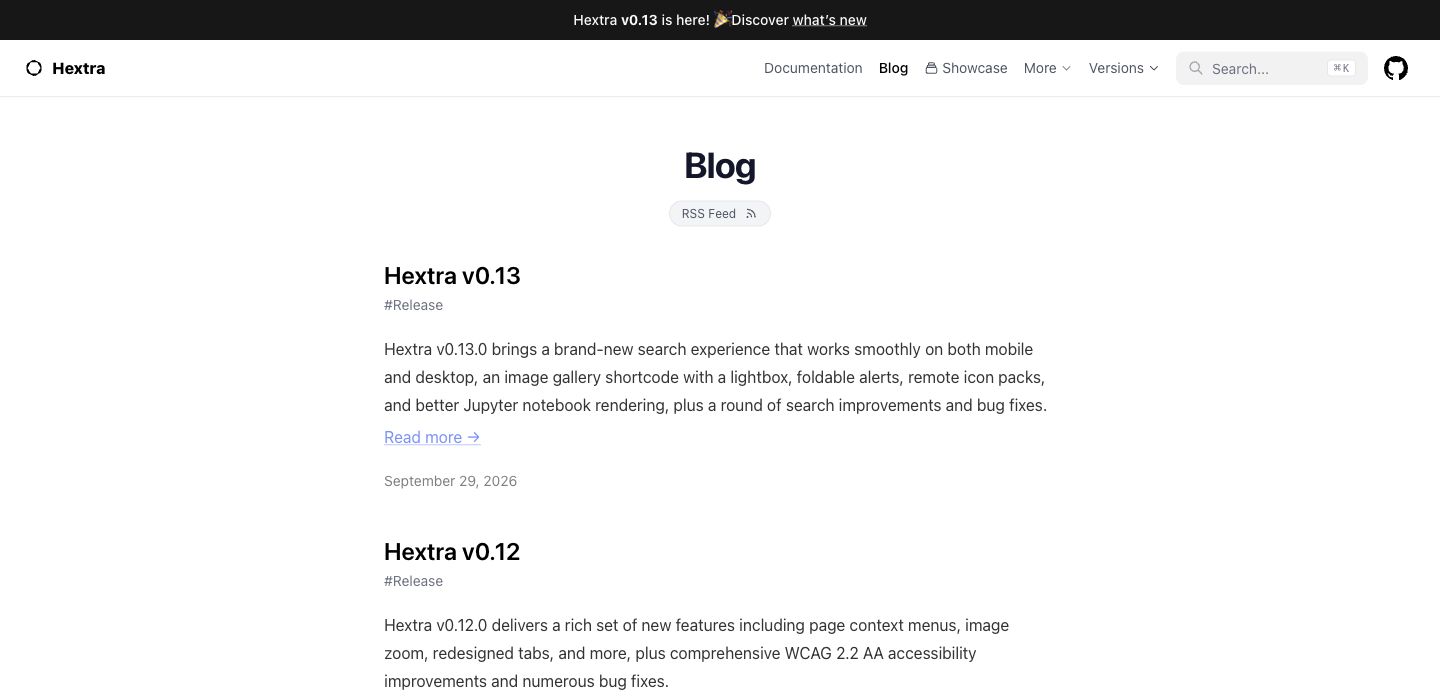 Hextra v0.13 is here! 🎉Discover what's new
Hextra
Documentation Blog Showcase More Versions Search... ⌘K
Blog
RSS Feed
Hextra v0.13
#Release
Hextra v0.13.0 brings a brand-new search experience that works smoothly on both mobile
and desktop, an image gallery shortcode with a lightbox, foldable alerts, remote icon packs,
and better Jupyter notebook rendering, plus a round of search improvements and bug fixes.
Read more →
September 29, 2026
Hextra v0.12
#Release
Hextra v0.12.0 delivers a rich set of new features including page context menus, image
zoom, redesigned tabs, and more, plus comprehensive WCAG 2.2 AA accessibility
improvements and numerous bug fixes.